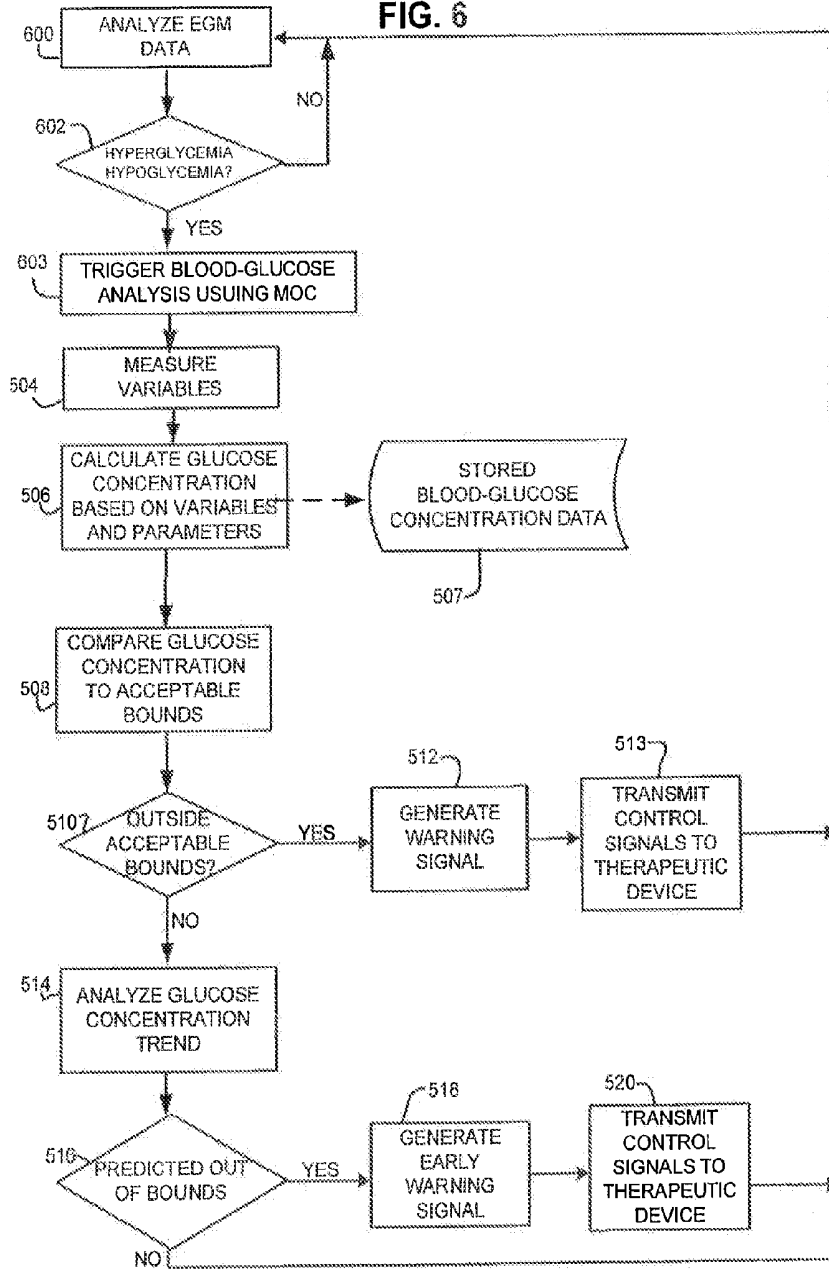 FIG. 6
600
ANALYZE EGM
DATA
NO
602
HYPERGLYCEMIA
HYPOGLYCEMIA?
YES
603
TRIGGER BLOOD-GLUCOSE
ANALYSIS USUING MOC
504
MEASURE
VARIABLES
506
CALCULATE GLUCOSE
CONCENTRATION
BASED ON VARIABLES
AND PARAMETERS
STORED
BLOOD-GLUCOSE
CONCENTRATION DATA
507
508
COMPARE GLUCOSE
CONCENTRATION
TO ACCEPTABLE
BOUNDS
510
OUTSIDE
ACCEPTABLE
BOUNDS?
YES
512
GENERATE
WARNING
SIGNAL
513
TRANSMIT
CONTROL
SIGNALS TO
THERAPEUTIC
DEVICE
NO
514
ANALYZE GLUCOSE
CONCENTRATION
TREND
516
PREDICTED OUT
OF BOUNDS
YES
518
GENERATE
EARLY
WARNING
SIGNAL
520
TRANSMIT
CONTROL
SIGNALS TO
THERAPEUTIC
DEVICE
NO